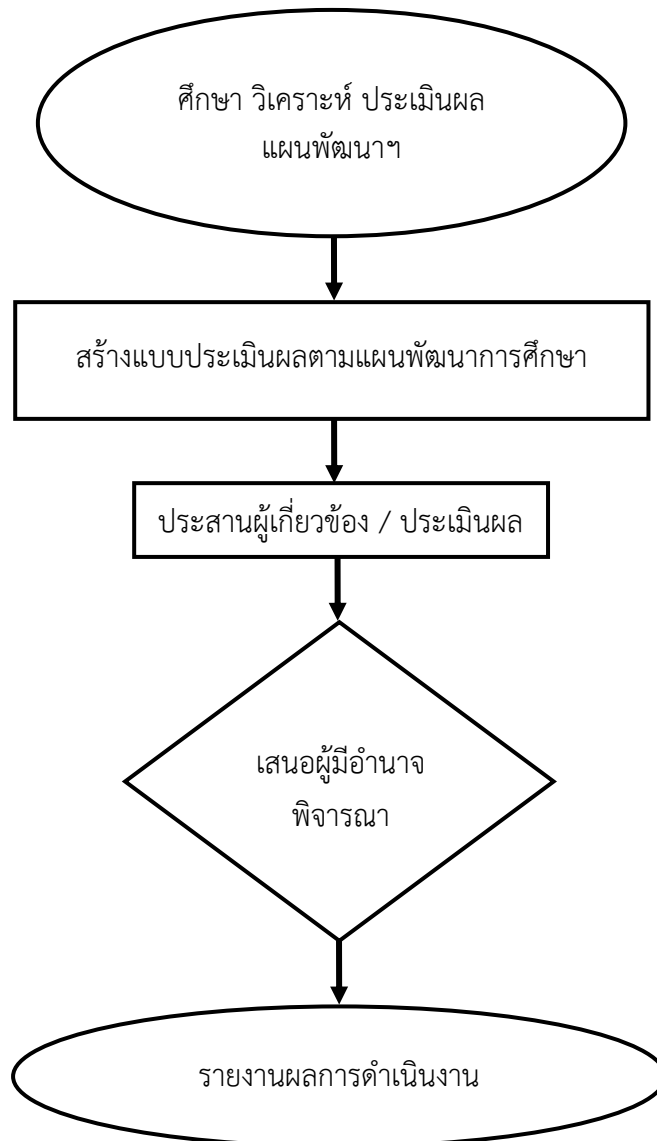 ศึกษา วิเคราะห์ ประเมินผล
แผนพัฒนาฯ
สร้างแบบประเมินผลตามแผนพัฒนาการศึกษา
ประสานผู้เกี่ยวข้อง / ประเมินผล
เสนอผู้มีอำนาจ
พิจารณา
รายงานผลการดำเนินงาน